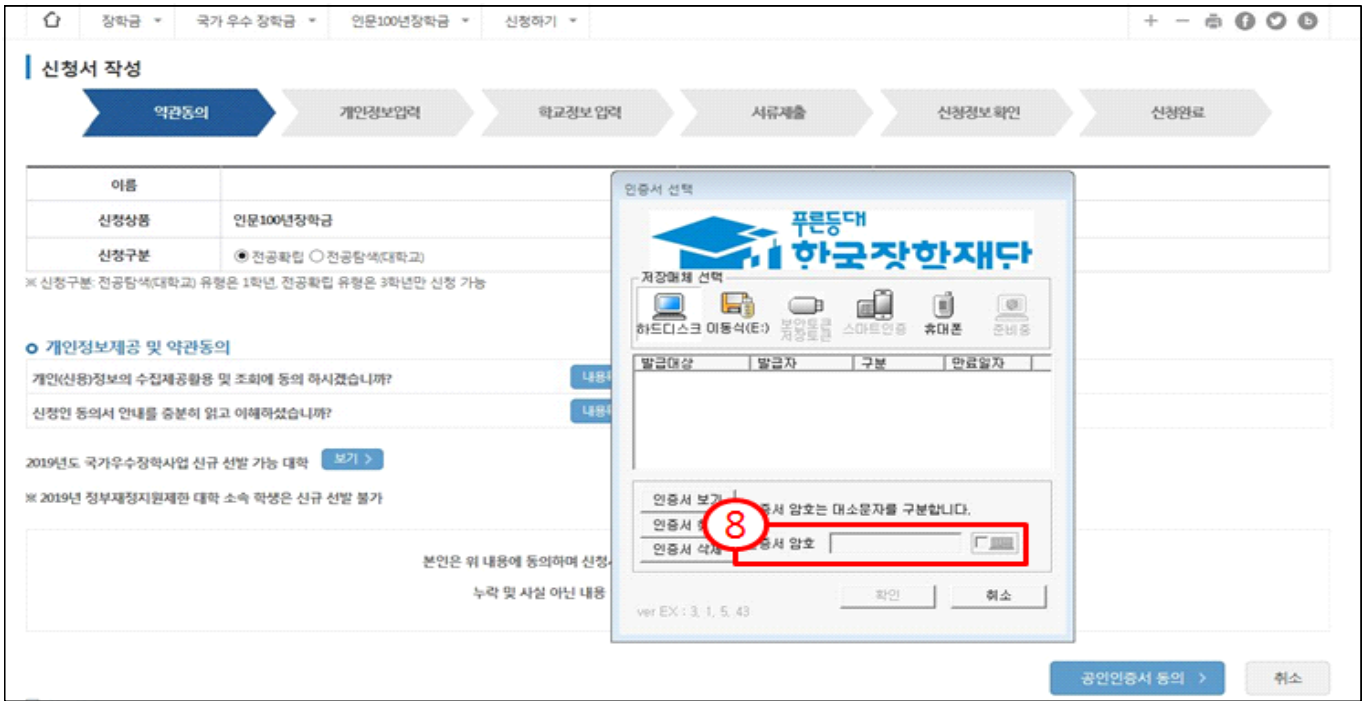 장학금 국가 우수 장학금 인문100년장학금 신청하기
신청서 작성
약관동의 개인정보입력 학교정보 입력 서류제출 신청정보 확인 신청완료
이름
신청상품 인문100년장학금
신청구분 전공확립 전공탐색(대학교)
※ 신청구분: 전공탐색(대학교) 유형은 1학년, 전공확립 유형은 3학년만 신청 가능
개인정보제공 및 약관동의
개인(신용)정보의 수집제공활용 및 조회에 동의 하시겠습니까?
신청인 동의서 안내를 충분히 읽고 이해하셨습니까?
2019년도 국가우수장학사업 신규 선발 가능 대학 보기 >
※ 2019년 정부재정지원제한 대학 소속 학생은 신규 선발 불가
본인은 위 내용에 동의하며
누락 및 사실 아닌 내용
인증서 선택
푸른등대
한국장학재단
저장매체 선택
하드디스크 이동식(E:) 보안토큰 저장토큰 스마트인증 휴대폰 준비중
발급대상 발급자 구분 만료일자
인증서 보기
암호는 대소문자를 구분합니다.
인증서
8
인증서 삭제
암호
확인 취소
ver EX : 3, 1, 5, 43
공인인증서 동의 > 취소